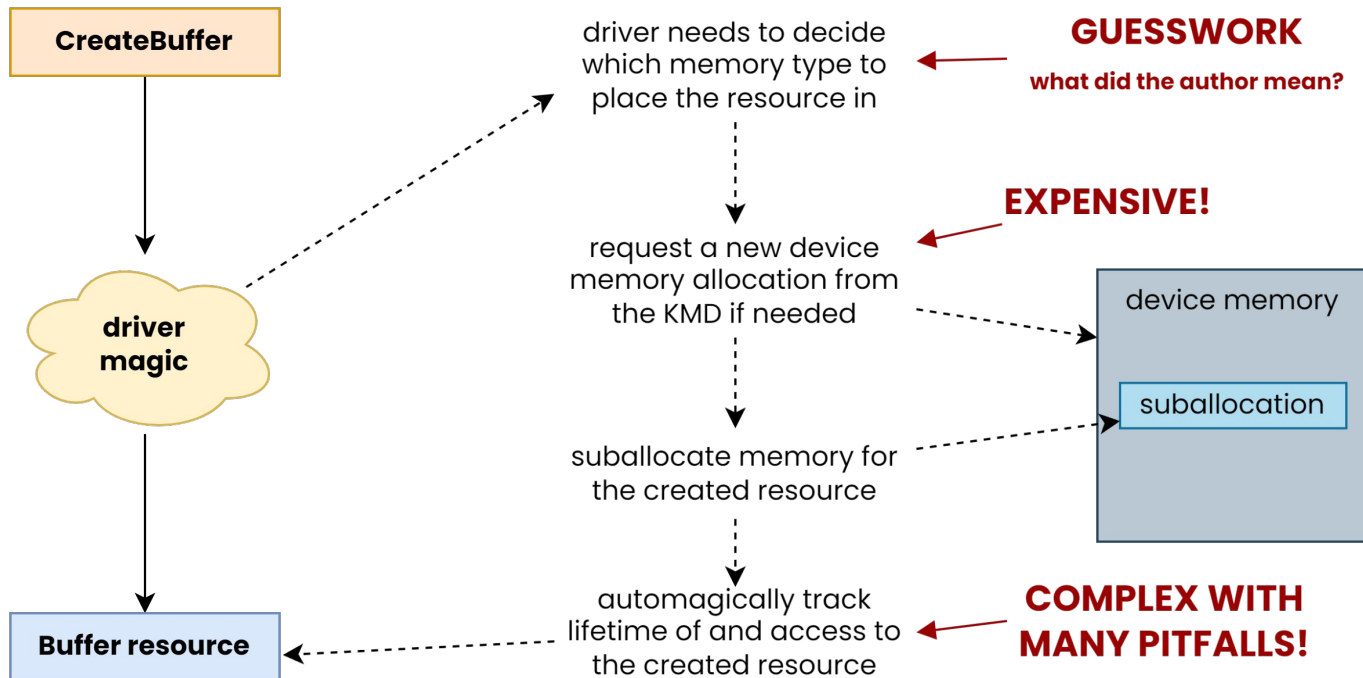 CreateBuffer
driver
magic
Buffer resource
driver needs to decide
which memory type to
place the resource in
GUESSWORK
what did the author mean?
EXPENSIVE!
request a new device
memory allocation from
the KMD if needed
device memory
suballocation
suballocate memory for
the created resource
automagically track
lifetime of and access to
the created resource
COMPLEX WITH
MANY PITFALLS!